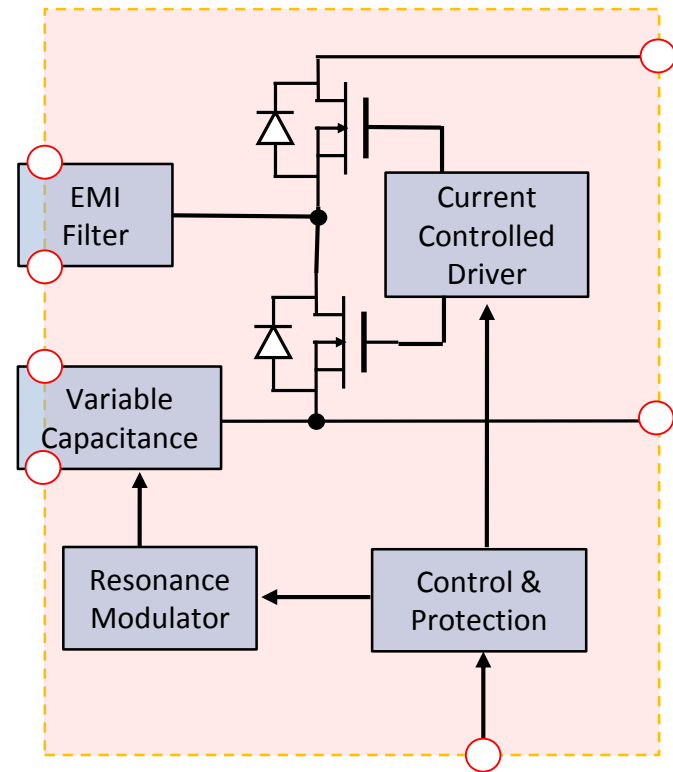 EMI
Filter
Current
Controlled
Driver
Variable
Capacitance
Resonance
Modulator
Control &
Protection